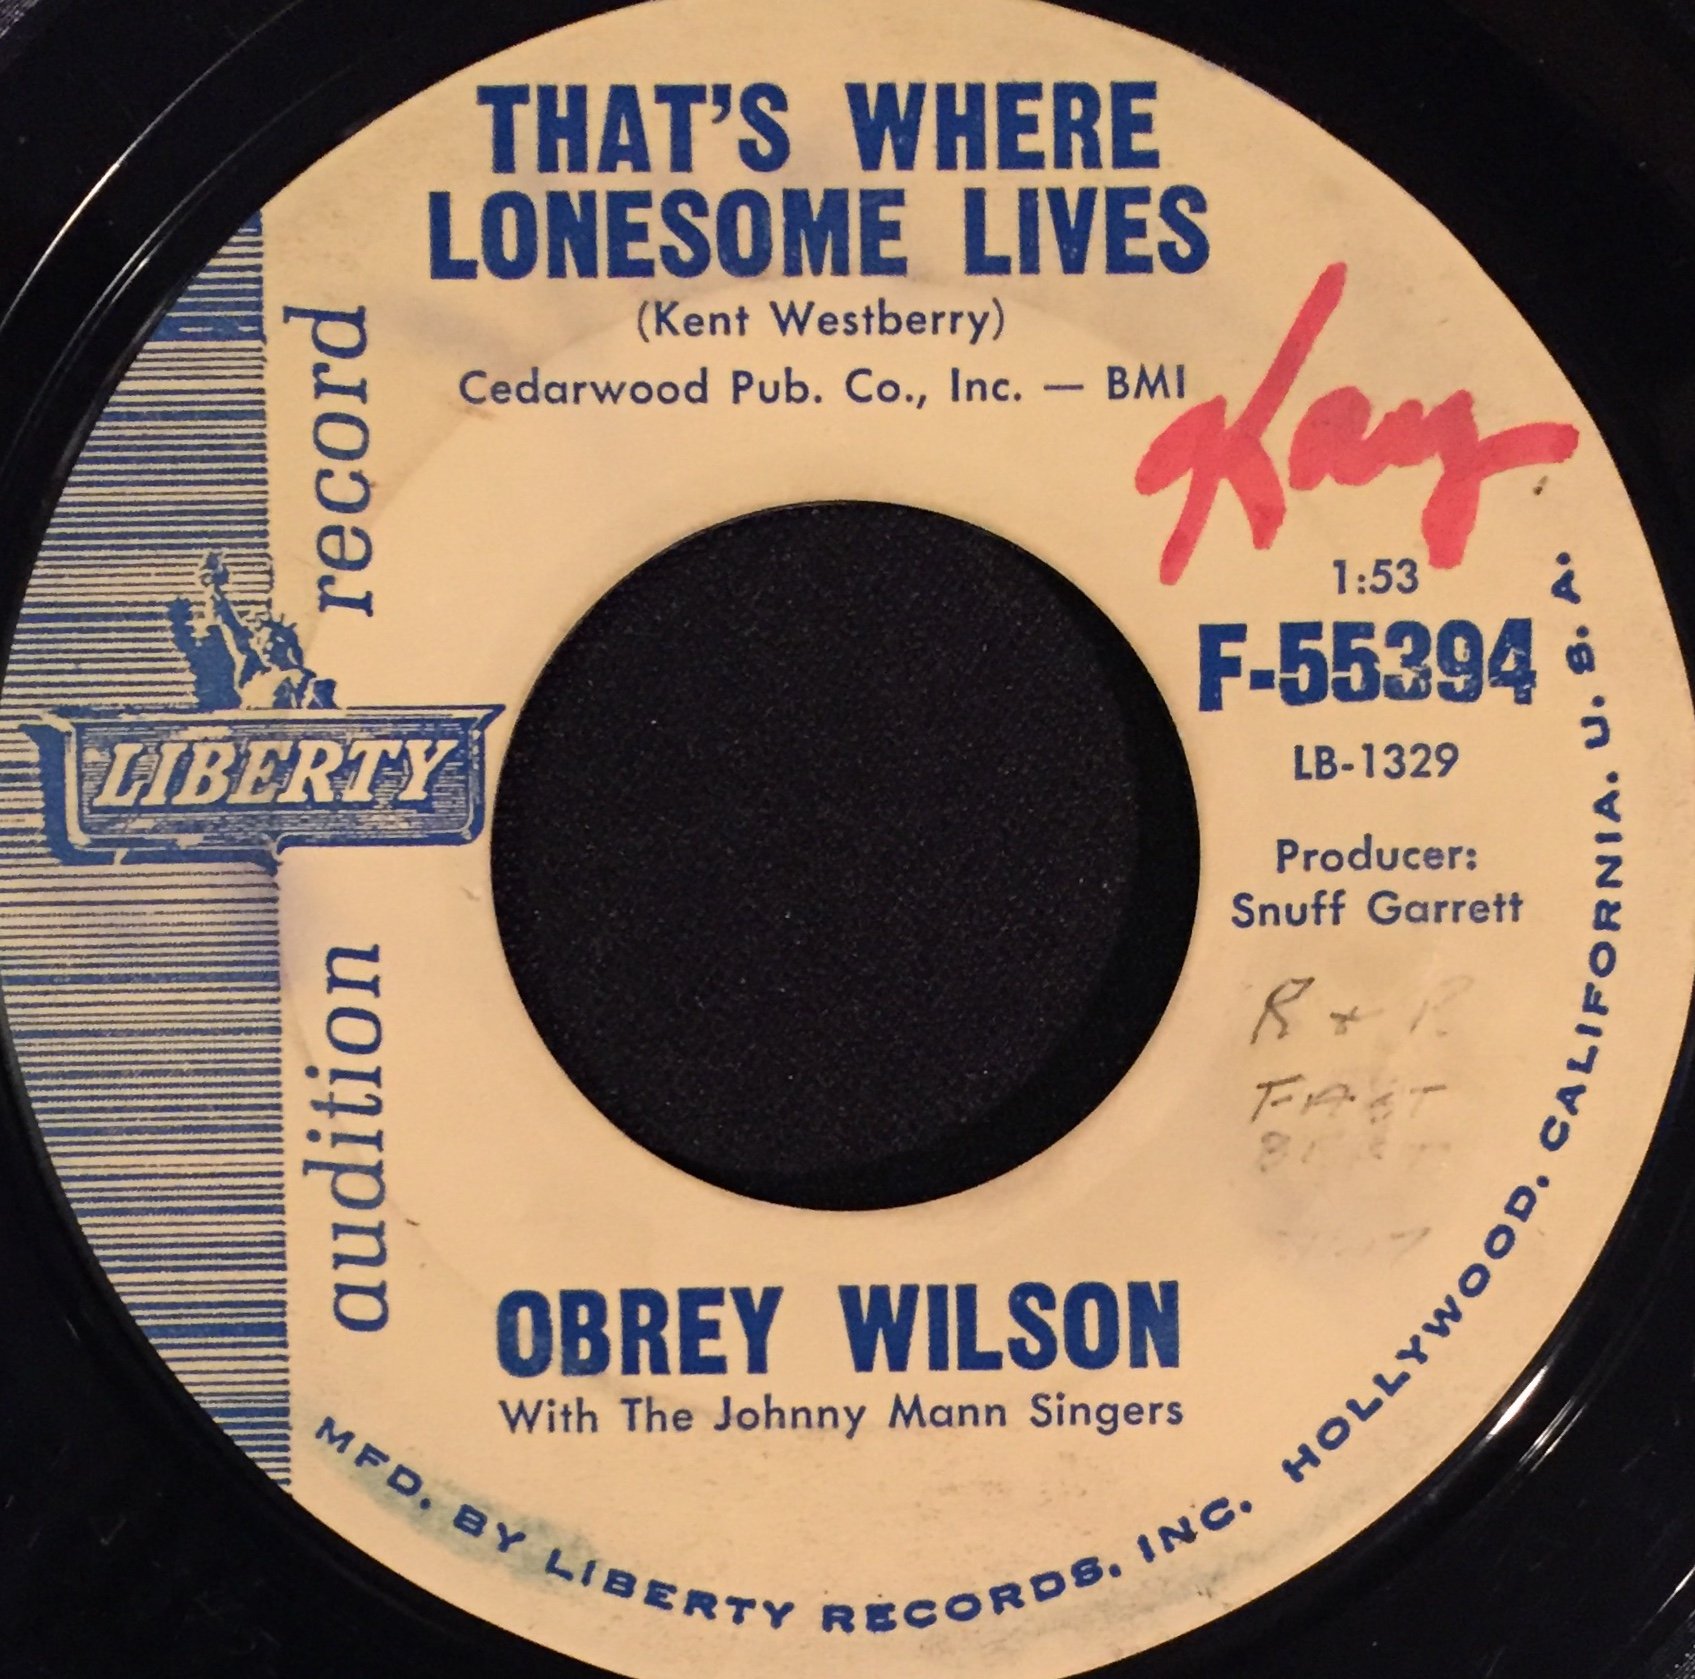 THAT'S WHERE
LONESOME LIVES
(Kent Westberry)
Cedarwood Pub. Co., Inc. — BMI
Kay
record
LIBERTY
audition
1:53
F-55394
LB-1329
Producer:
Snuff Garrett
R + R
FAST
OBREY WILSON
With The Johnny Mann Singers
MFD. BY LIBERTY RECORDS, INC. HOLLYWOOD, CALIFORNIA. U. S. A.